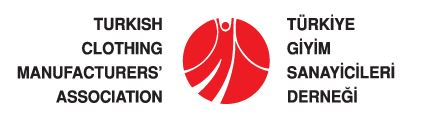 TURKISH
CLOTHING
MANUFACTURERS'
ASSOCIATION
TÜRKİYE
GİYİM
SANAYİCİLERİ
DERNEĞİ